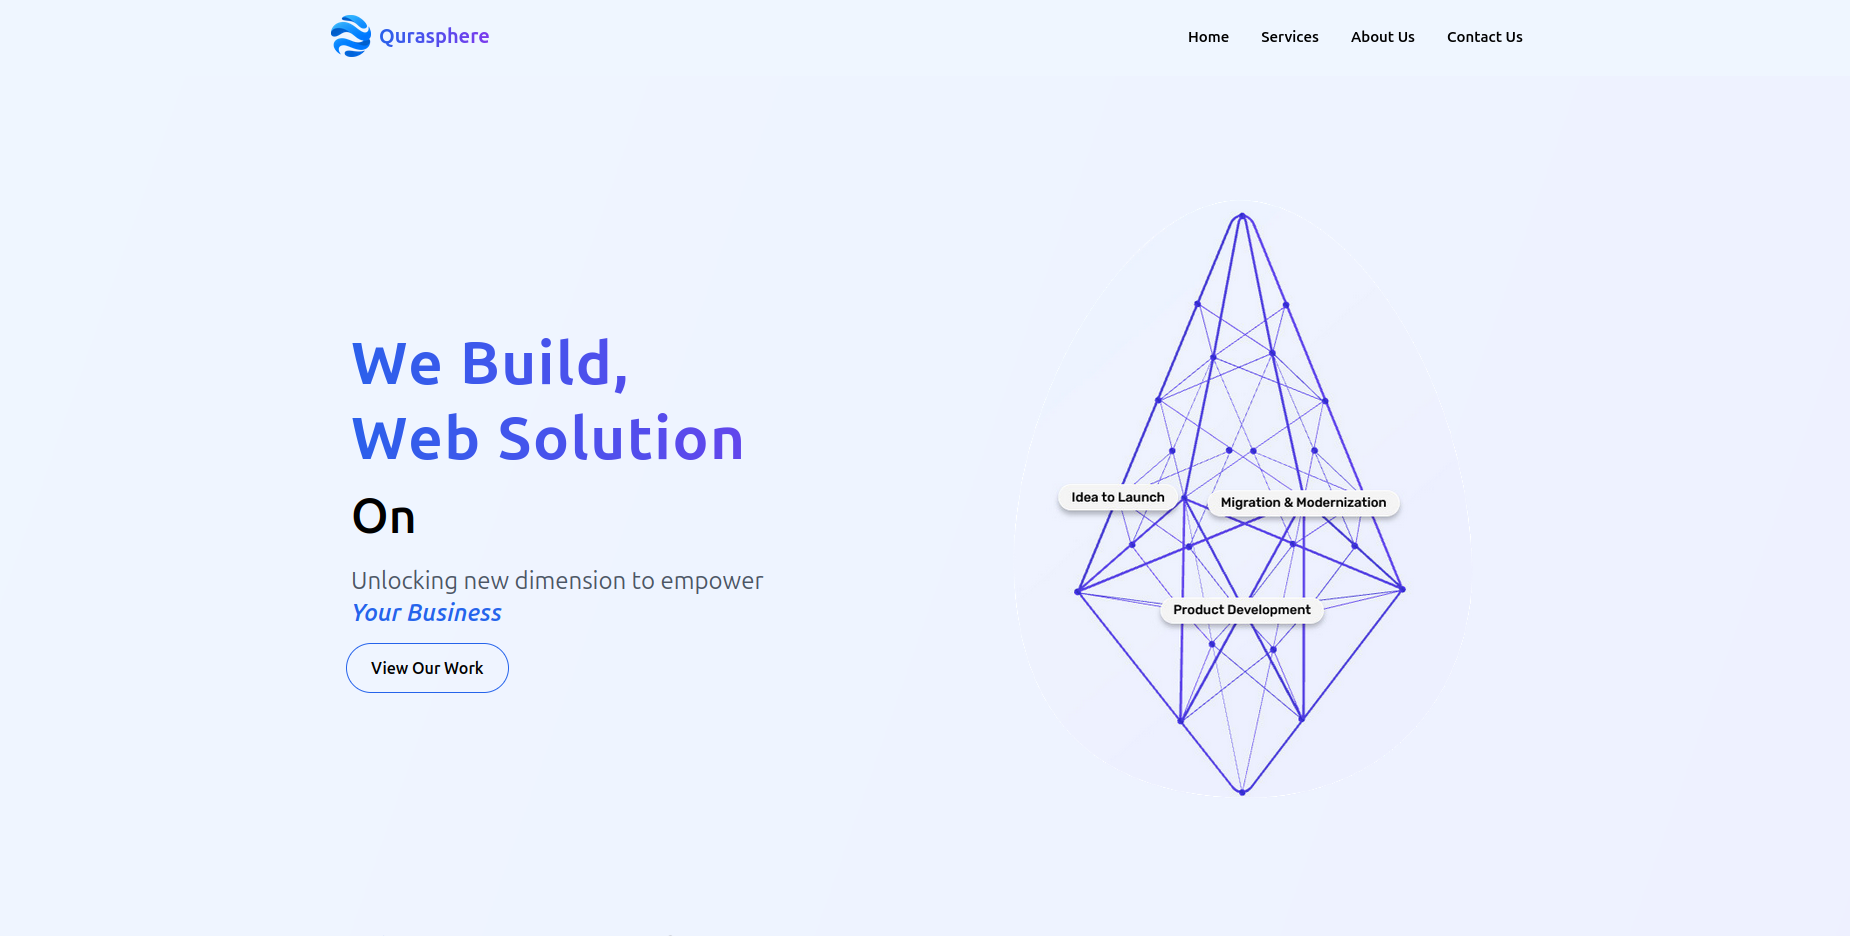 Qurasphere
Home
Services
About Us
Contact Us
We Build,
Web Solution
On
Unlocking new dimension to empower
Your Business
View Our Work
Idea to Launch
Migration & Modernization
Product Development